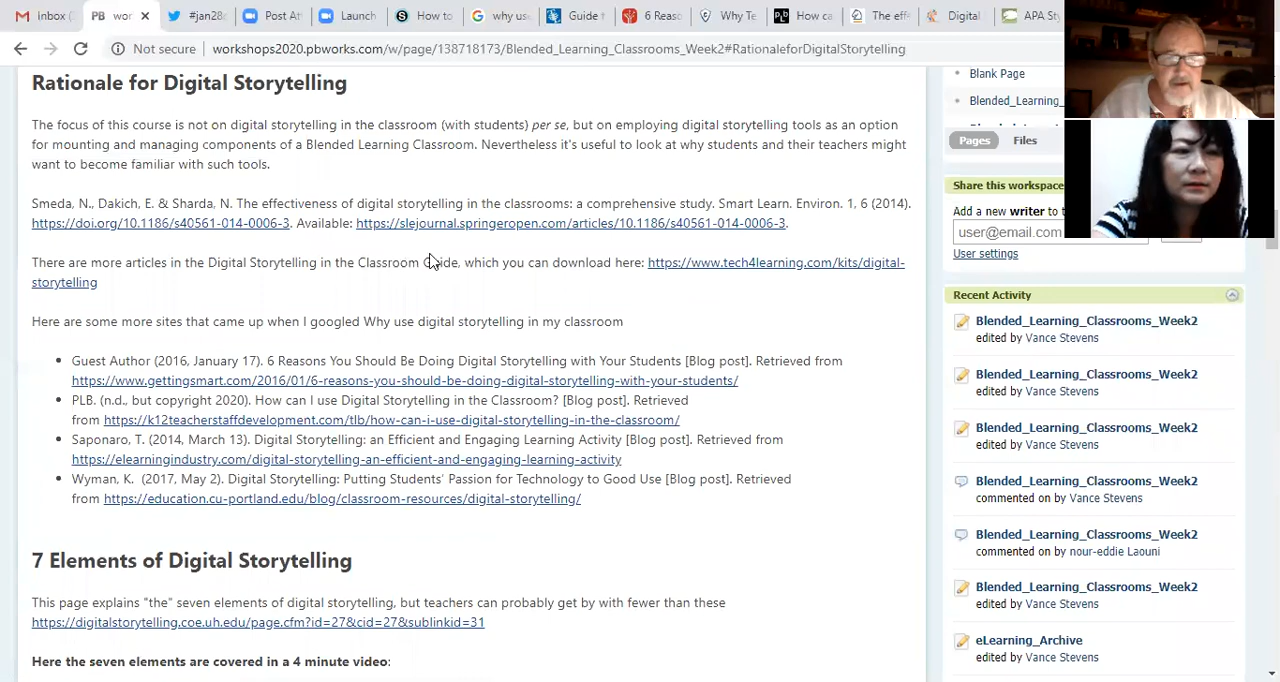 inbox (
PB wor
#jan28
Post Att
Launch
How to
why use
Guide t
6 Reaso
Why Te
How ca
The eff
Digital
APA Sty
Not secure
workshops2020.pbworks.com/w/page/138718173/Blended_Learning_Classrooms_Week2#RationaleforDigitalStorytelling
Rationale for Digital Storytelling
The focus of this course is not on digital storytelling in the classroom (with students) per se, but on employing digital storytelling tools as an option
for mounting and managing components of a Blended Learning Classroom. Nevertheless it's useful to look at why students and their teachers might
want to become familiar with such tools.
Smeda, N., Dakich, E. & Sharda, N. The effectiveness of digital storytelling in the classrooms: a comprehensive study. Smart Learn. Environ. 1, 6 (2014).
https://doi.org/10.1186/s40561-014-0006-3. Available: https://slejournal.springeropen.com/articles/10.1186/s40561-014-0006-3.
There are more articles in the Digital Storytelling in the Classroom Guide, which you can download here: https://www.tech4learning.com/kits/digital-
storytelling
Here are some more sites that came up when I googled Why use digital storytelling in my classroom
• Guest Author (2016, January 17). 6 Reasons You Should Be Doing Digital Storytelling with Your Students [Blog post]. Retrieved from
https://www.gettingsmart.com/2016/01/6-reasons-you-should-be-doing-digital-storytelling-with-your-students/
• PLB. (n.d., but copyright 2020). How can I use Digital Storytelling in the Classroom? [Blog post]. Retrieved
from https://k12teacherstaffdevelopment.com/tlb/how-can-i-use-digital-storytelling-in-the-classroom/
• Saponaro, T. (2014, March 13). Digital Storytelling: an Efficient and Engaging Learning Activity [Blog post]. Retrieved from
https://elearningindustry.com/digital-storytelling-an-efficient-and-engaging-learning-activity
• Wyman, K. (2017, May 2). Digital Storytelling: Putting Students' Passion for Technology to Good Use [Blog post]. Retrieved
from https://education.cu-portland.edu/blog/classroom-resources/digital-storytelling/
7 Elements of Digital Storytelling
This page explains "the" seven elements of digital storytelling, but teachers can probably get by with fewer than these
https://digitalstorytelling.coe.uh.edu/page.cfm?id=27&cid=27&sublinkid=31
Here the seven elements are covered in a 4 minute video:
Blank Page
Blended_Learning_
Pages
Files
Share this workspace
Add a new writer to t
user@email.com
User settings
Recent Activity
Blended_Learning_Classrooms_Week2
edited by Vance Stevens
Blended_Learning_Classrooms_Week2
edited by Vance Stevens
Blended_Learning_Classrooms_Week2
edited by Vance Stevens
Blended_Learning_Classrooms_Week2
commented on by Vance Stevens
Blended_Learning_Classrooms_Week2
commented on by nour-eddie Laouni
Blended_Learning_Classrooms_Week2
edited by Vance Stevens
eLearning_Archive
edited by Vance Stevens